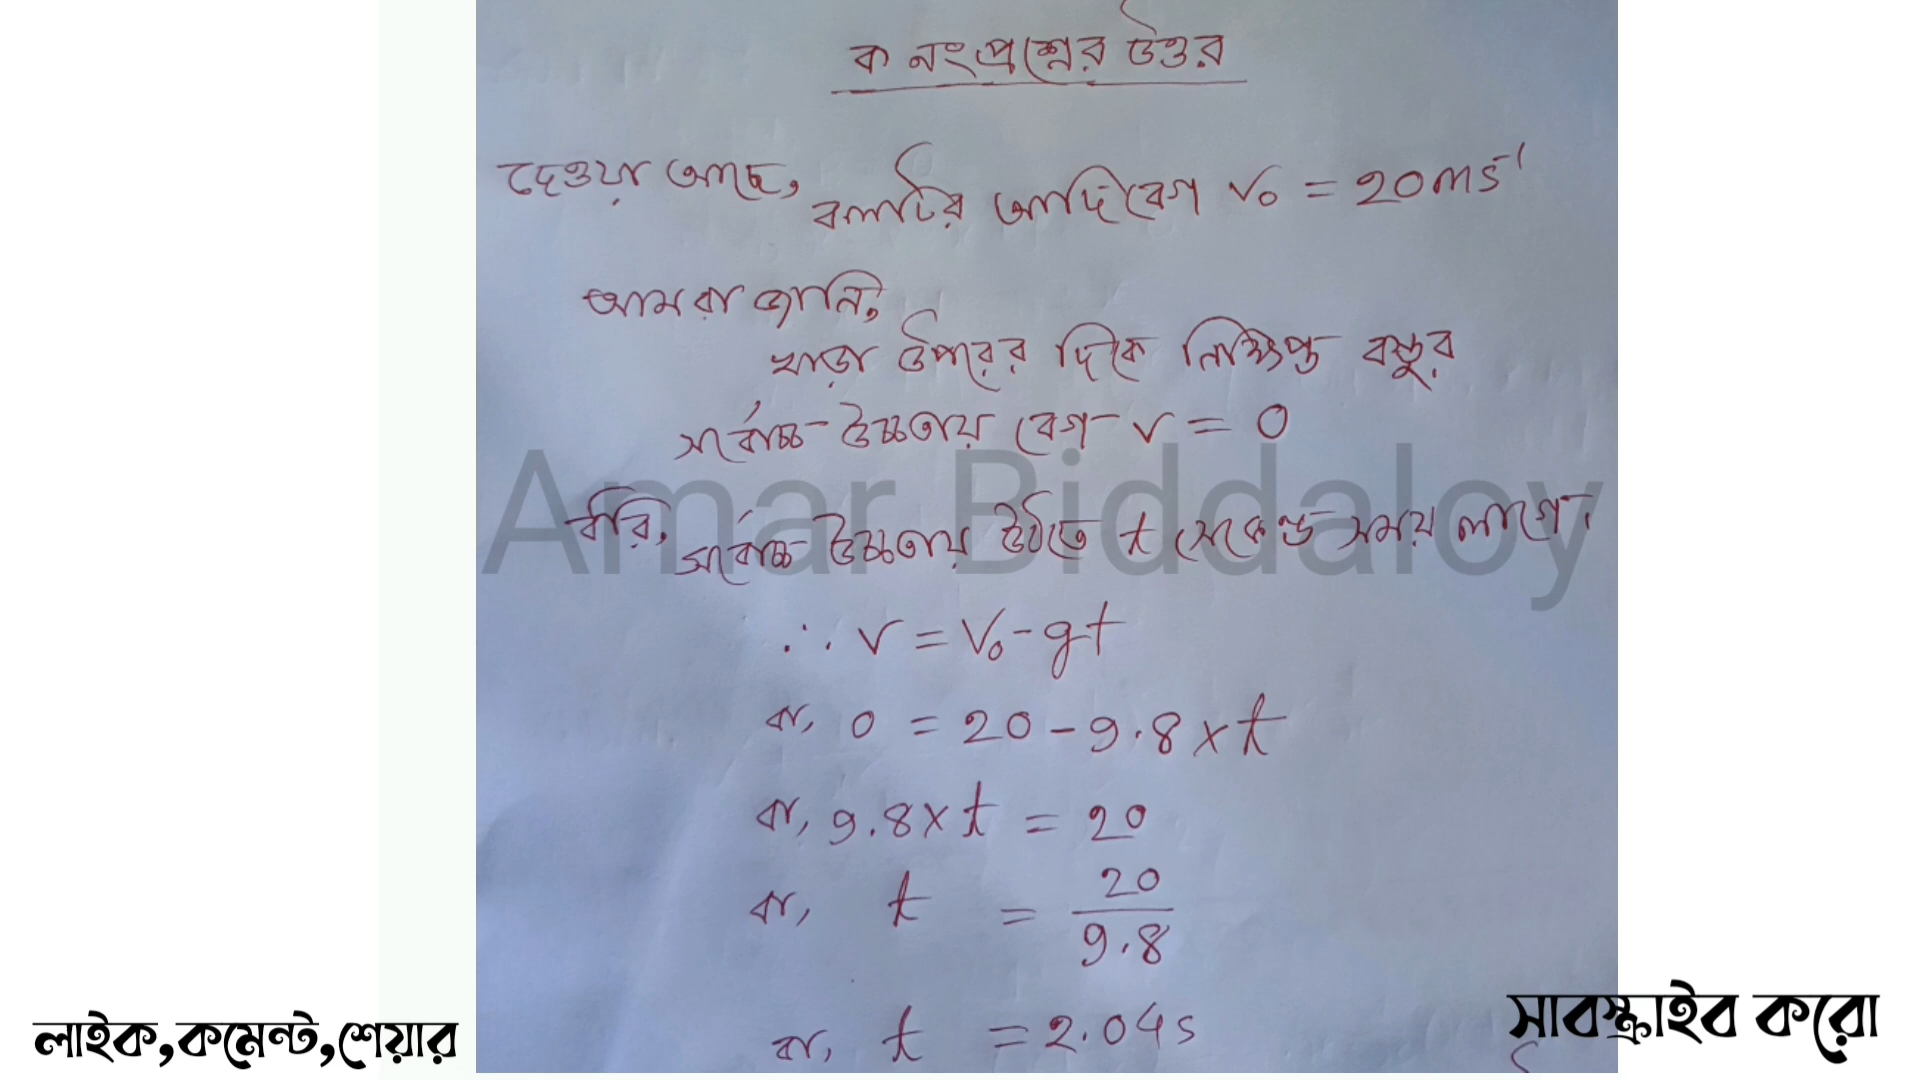 ক নং প্রশ্নের উত্তর
দেওয়া আছে,
বলটির আদিবেগ v₀ = 20ms⁻¹
আমরা জানি,
খাড়া উপরের দিকে নিক্ষিপ্ত বস্তুর
সর্বোচ্চ উচ্চতায় বেগ v = 0
Amar Biddaloy
ধরি,
সর্বোচ্চ উচ্চতায় উঠতে t সেকেন্ড সময় লাগে।
∴ v = v₀ - gt
বা, 0 = 20 - 9.8 × t
বা, 9.8 × t = 20
বা, t = 20/9.8
বা, t = 2.04s
লাইক,কমেন্ট,শেয়ার
সাবস্ক্রাইব করো